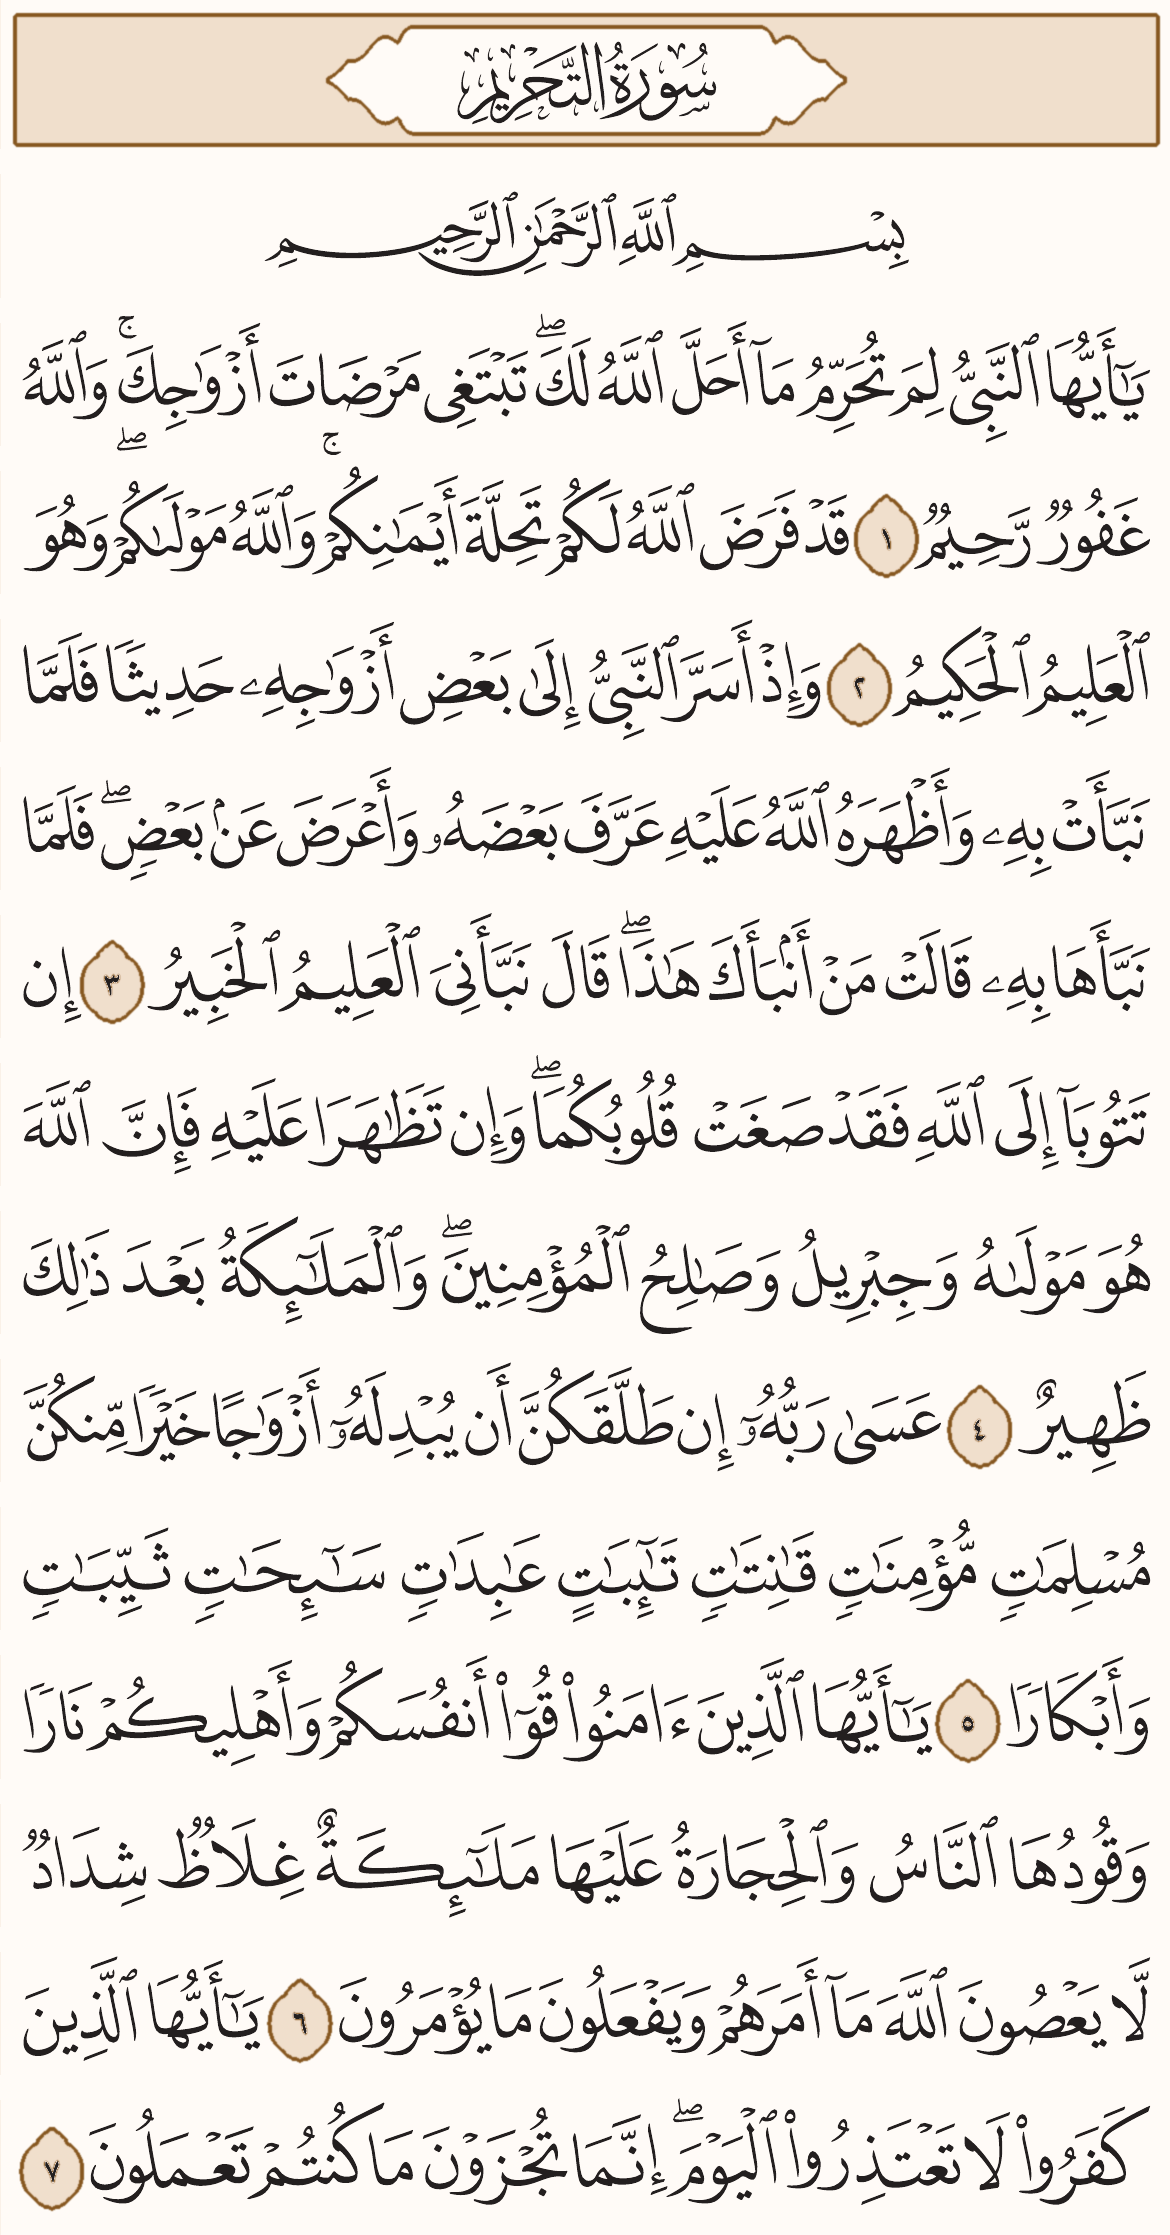 سُورَةُ التَّحْرِيمِ
بِسْمِ ٱللَّهِ ٱلرَّحْمَٰنِ ٱلرَّحِيمِ
يَٰٓأَيُّهَا ٱلنَّبِىُّ لِمَ تُحَرِّمُ مَآ أَحَلَّ ٱللَّهُ لَكَ ۖ تَبْتَغِى مَرْضَاتَ أَزْوَٰجِكَ ۚ وَٱللَّهُ
غَفُورٌ رَّحِيمٌ ١ قَدْ فَرَضَ ٱللَّهُ لَكُمْ تَحِلَّةَ أَيْمَٰنِكُمْ ۚ وَٱللَّهُ مَوْلَىٰكُمْ ۖ وَهُوَ
ٱلْعَلِيمُ ٱلْحَكِيمُ ٢ وَإِذْ أَسَرَّ ٱلنَّبِىُّ إِلَىٰ بَعْضِ أَزْوَٰجِهِۦ حَدِيثًا فَلَمَّا
نَبَّأَتْ بِهِۦ وَأَظْهَرَهُ ٱللَّهُ عَلَيْهِ عَرَّفَ بَعْضَهُۥ وَأَعْرَضَ عَنۢ بَعْضٍ ۖ فَلَمَّا
نَبَّأَهَا بِهِۦ قَالَتْ مَنْ أَنۢبَأَكَ هَٰذَا ۖ قَالَ نَبَّأَنِىَ ٱلْعَلِيمُ ٱلْخَبِيرُ ٣ إِن
تَتُوبَآ إِلَى ٱللَّهِ فَقَدْ صَغَتْ قُلُوبُكُمَا ۖ وَإِن تَظَٰهَرَا عَلَيْهِ فَإِنَّ ٱللَّهَ
هُوَ مَوْلَىٰهُ وَجِبْرِيلُ وَصَٰلِحُ ٱلْمُؤْمِنِينَ ۖ وَٱلْمَلَٰٓئِكَةُ بَعْدَ ذَٰلِكَ
ظَهِيرٌ ٤ عَسَىٰ رَبُّهُۥٓ إِن طَلَّقَكُنَّ أَن يُبْدِلَهُۥٓ أَزْوَٰجًا خَيْرًا مِّنكُنَّ
مُسْلِمَٰتٍ مُّؤْمِنَٰتٍ قَٰنِتَٰتٍ تَٰٓئِبَٰتٍ عَٰبِدَٰتٍ سَٰٓئِحَٰتٍ ثَيِّبَٰتٍ
وَأَبْكَارًا ٥ يَٰٓأَيُّهَا ٱلَّذِينَ ءَامَنُوا۟ قُوٓا۟ أَنفُسَكُمْ وَأَهْلِيكُمْ نَارًا
وَقُودُهَا ٱلنَّاسُ وَٱلْحِجَارَةُ عَلَيْهَا مَلَٰٓئِكَةٌ غِلَاظٌ شِدَادٌ
لَّا يَعْصُونَ ٱللَّهَ مَآ أَمَرَهُمْ وَيَفْعَلُونَ مَا يُؤْمَرُونَ ٦ يَٰٓأَيُّهَا ٱلَّذِينَ
كَفَرُوا۟ لَا تَعْتَذِرُوا۟ ٱلْيَوْمَ ۖ إِنَّمَا تُجْزَوْنَ مَا كُنتُمْ تَعْمَلُونَ ٧